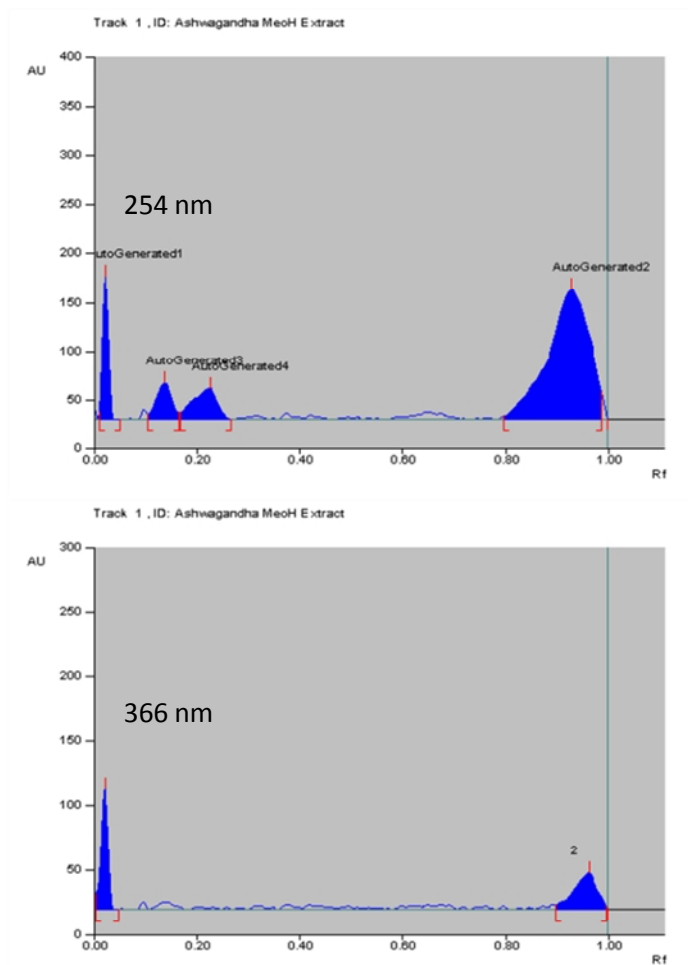 Track 1 , ID: Ashwagandha MeoH Extract
400
AU
350
300
254 nm
250
200
utoGenerated1
AutoGenerated2
150
100
AutoGenerated3
AutoGenerated4
50
0
0.00 0.20 0.40 0.60 0.80 1.00
Rf
Track 1 , ID: Ashwagandha MeoH Extract
300
AU
250
200
366 nm
150
100
2
50
0
0.00 0.20 0.40 0.60 0.80 1.00
Rf